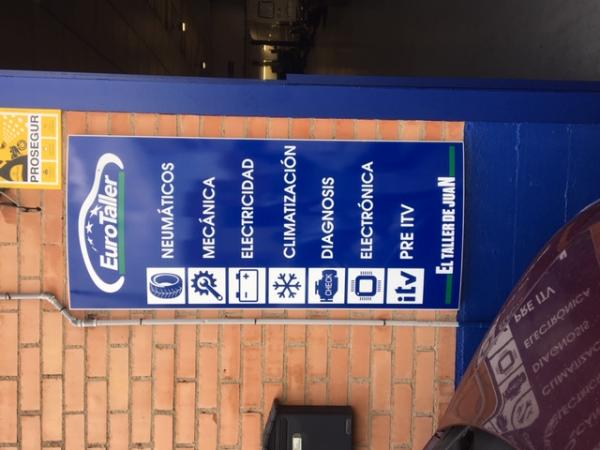 PROSEGUR
EuroTaller
NEUMÁTICOS
MECÁNICA
ELECTRICIDAD
CLIMATIZACIÓN
DIAGNOSIS
CHECK
ELECTRÓNICA
itv PRE ITV
EL TALLER DE JUAN
PRE ITV
ELECTRÓNICA
DIAGNOSIS